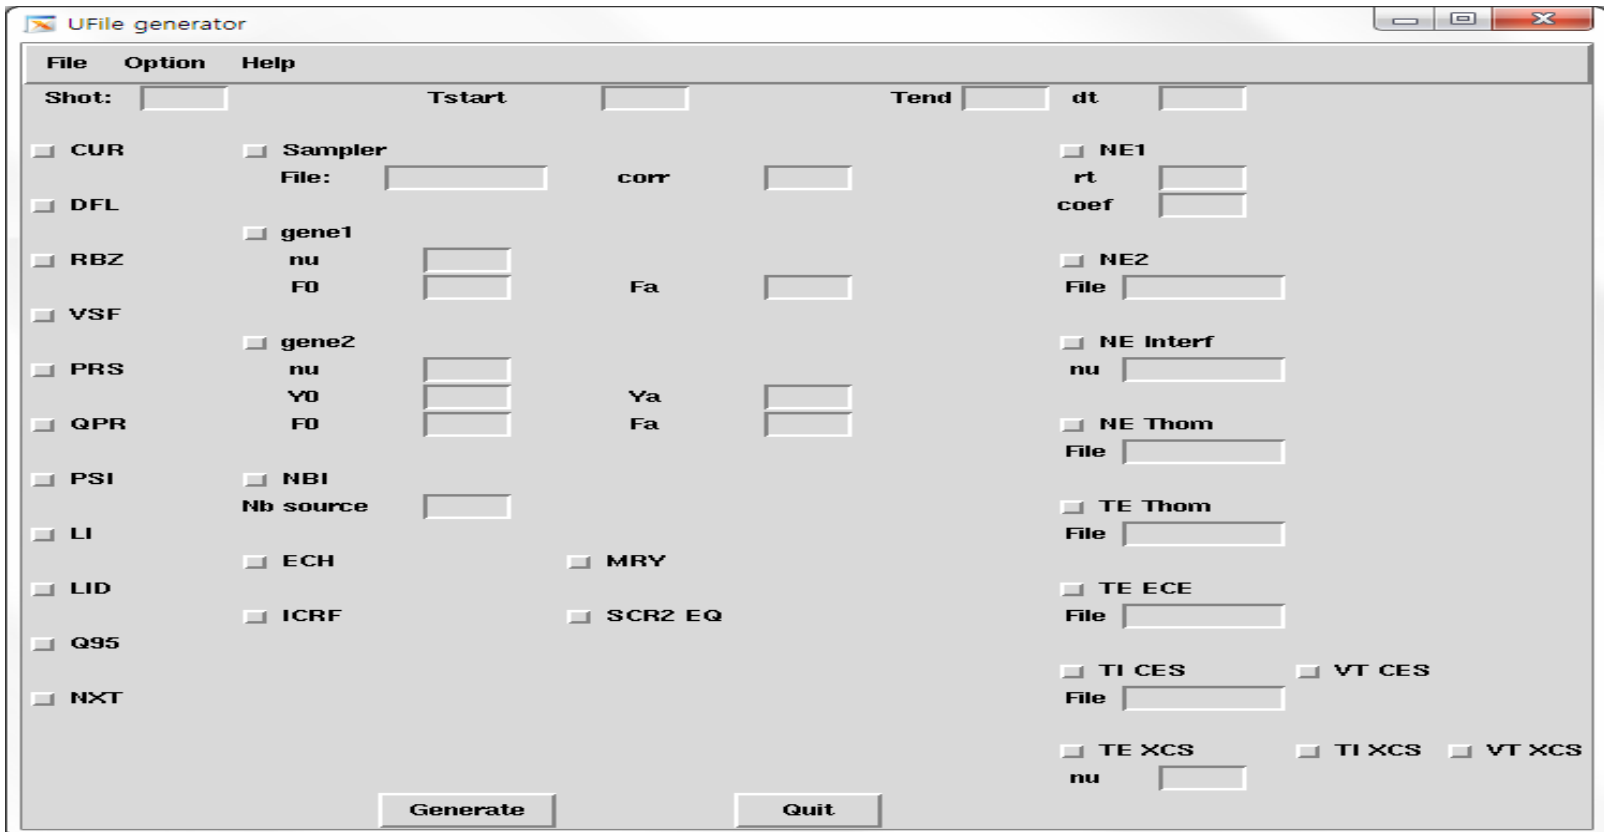 UFile generator
File Option Help
Shot: Tstart Tend dt
CUR Sampler NE1
File: corr rt
DFL coef
gene1
RBZ nu NE2
F0 Fa File
VSF
gene2 NE Interf
PRS nu nu
Y0 Ya
QPR F0 Fa NE Thom
File
PSI NBI
Nb source TE Thom
LI File
ECH MRY
LID TE ECE
ICRF SCR2 EQ File
Q95
TI CES VT CES
NXT File
TE XCS TI XCS VT XCS
nu
Generate Quit